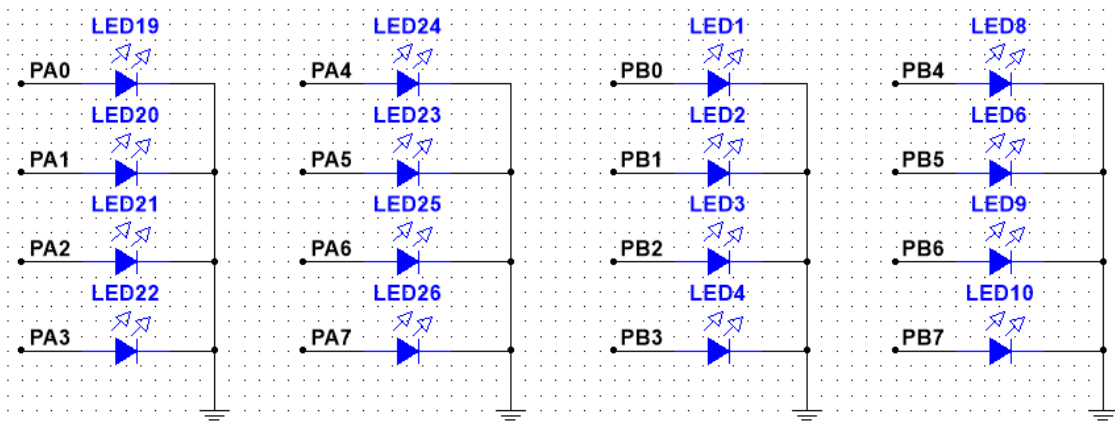 LED19 LED24 LED1 LED8
PA0 PA4 PB0 PB4
LED20 LED23 LED2 LED6
PA1 PA5 PB1 PB5
LED21 LED25 LED3 LED9
PA2 PA6 PB2 PB6
LED22 LED26 LED4 LED10
PA3 PA7 PB3 PB7